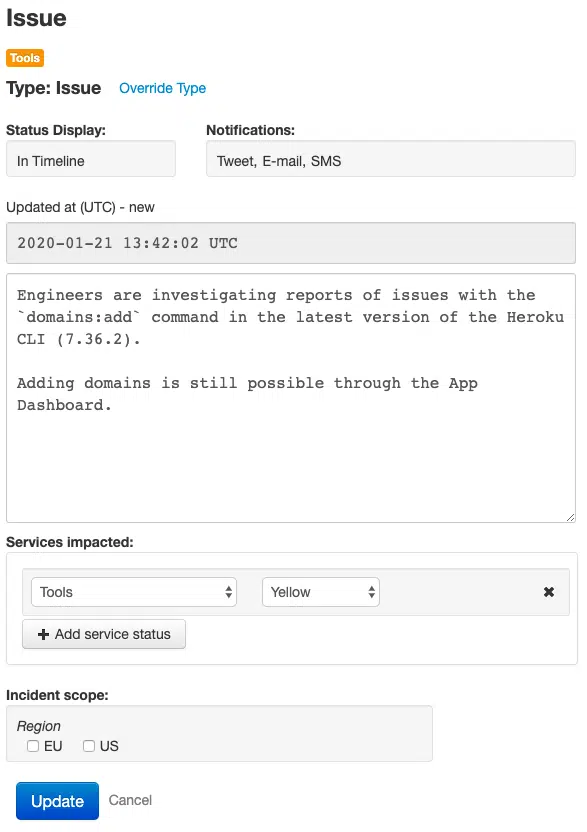 Issue
Tools
Type: Issue Override Type
Status Display: Notifications:
In Timeline Tweet, E-mail, SMS
Updated at (UTC) - new
2020-01-21 13:42:02 UTC
Engineers are investigating reports of issues with the
`domains:add` command in the latest version of the Heroku
CLI (7.36.2).
Adding domains is still possible through the App
Dashboard.
Services impacted:
Tools Yellow
Add service status
Incident scope:
Region
EU US
Update Cancel